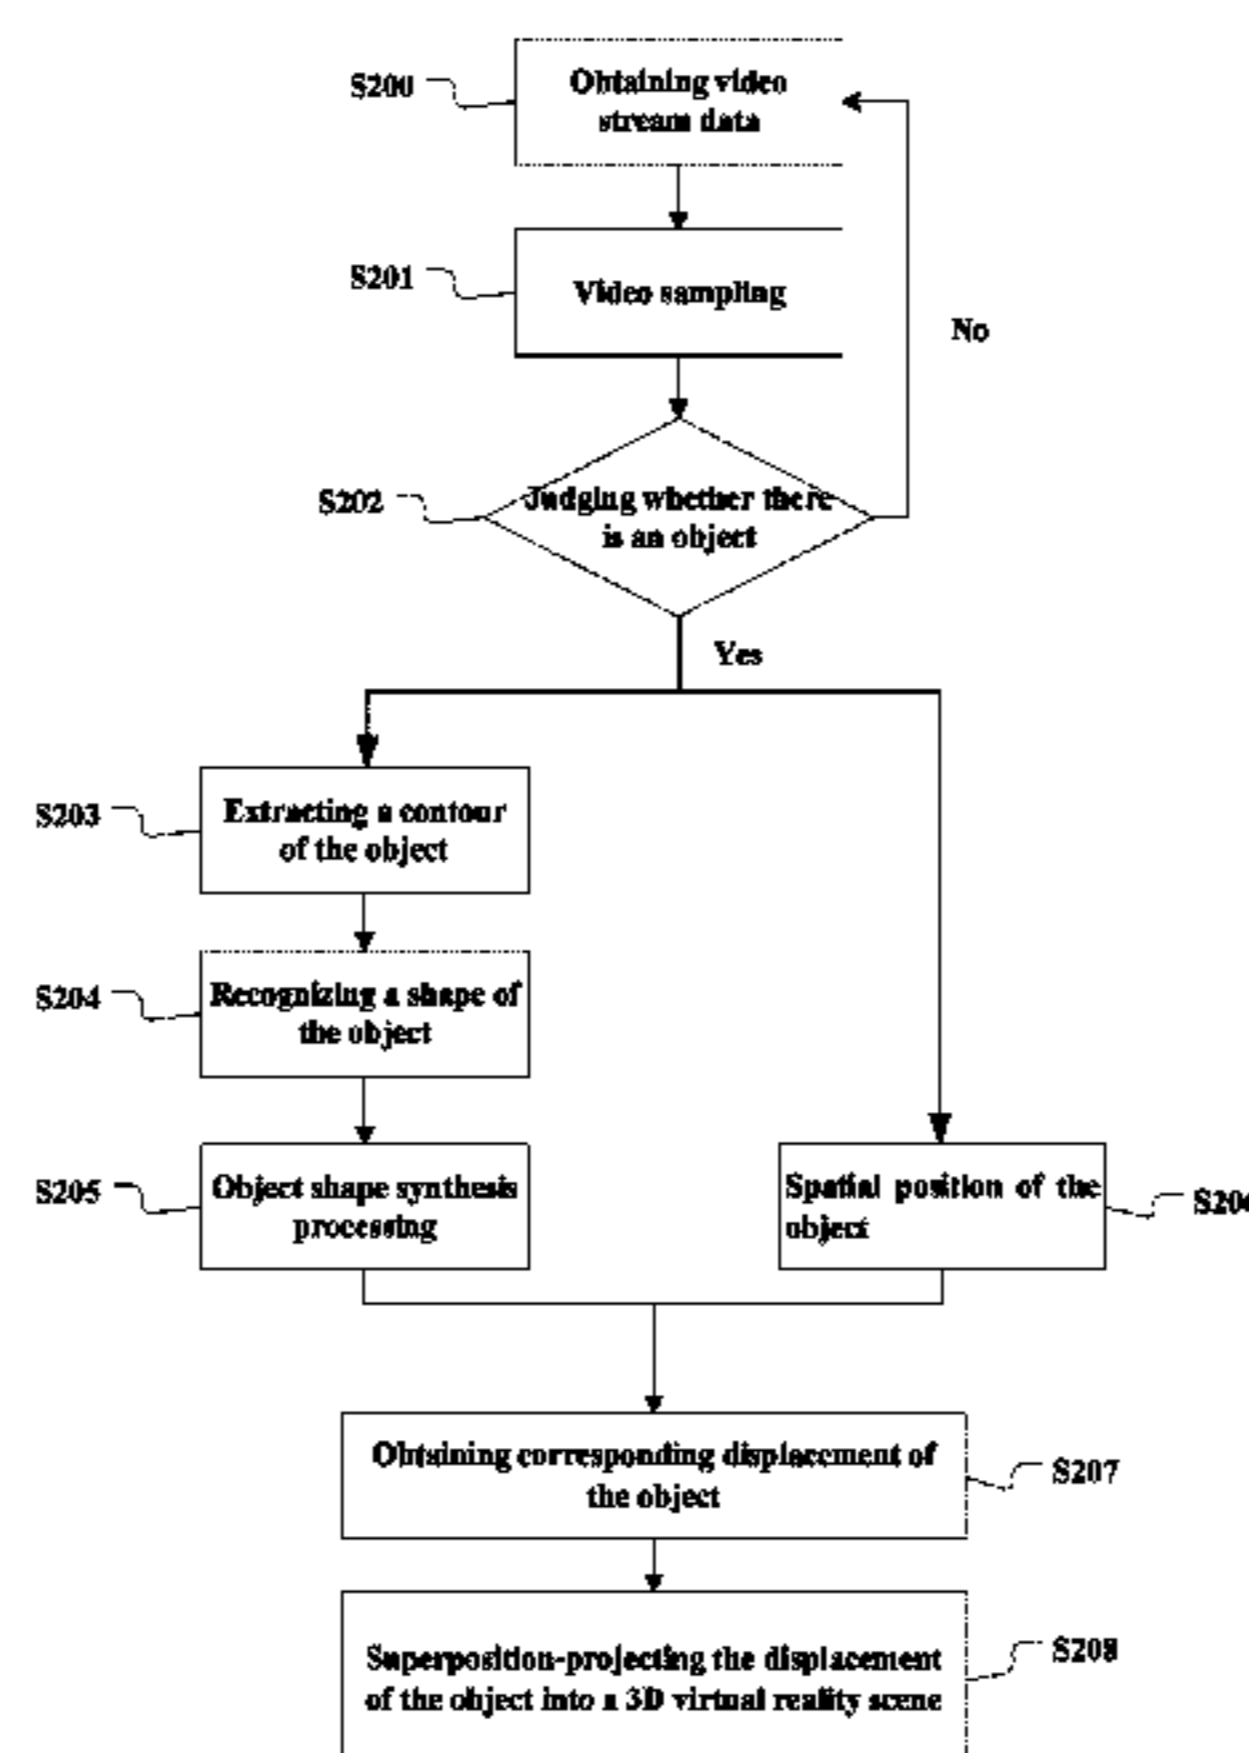 S200
Obtaining video
stream data
S201
Video sampling
No
S202
Judging whether there
is an object
Yes
S203
Extracting a contour
of the object
S204
Recognizing a shape of
the object
S205
Object shape synthesis
processing
Spatial position of the
object
S206
Obtaining corresponding displacement of
the object
S207
Superposition-projecting the displacement
of the object into a 3D virtual reality scene
S208